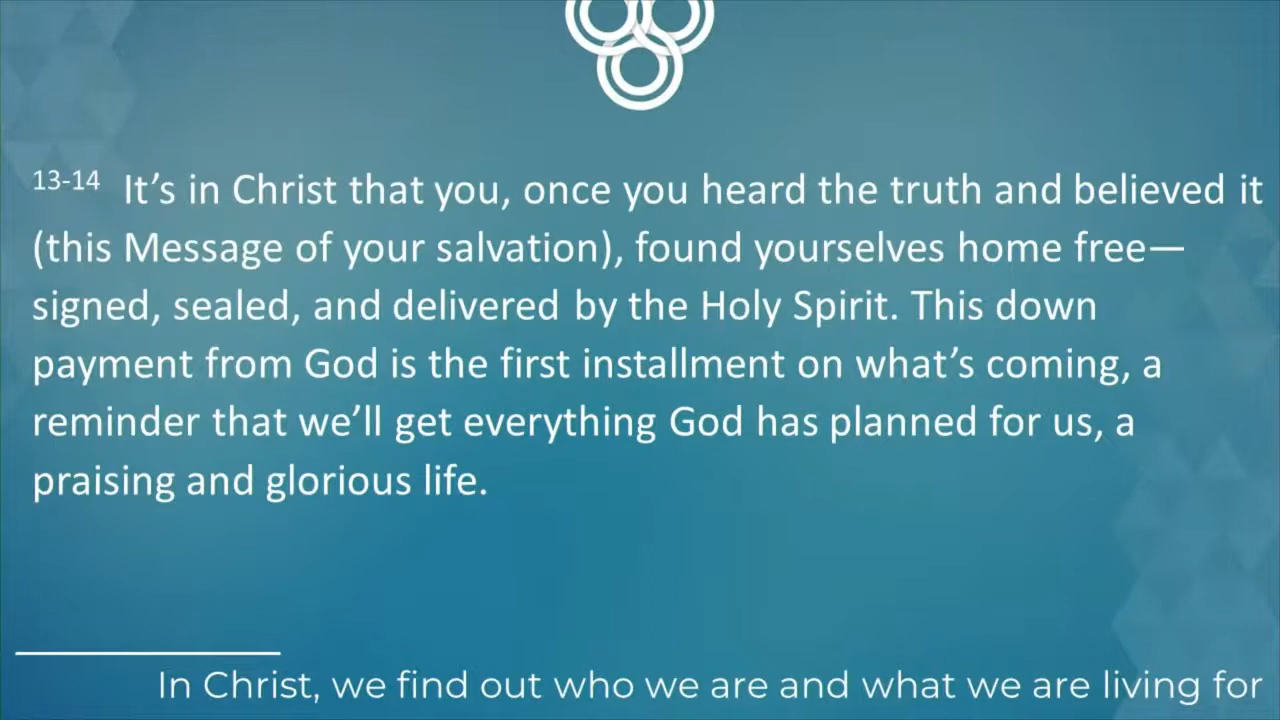 13-14 It’s in Christ that you, once you heard the truth and believed it
(this Message of your salvation), found yourselves home free—
signed, sealed, and delivered by the Holy Spirit. This down
payment from God is the first installment on what’s coming, a
reminder that we’ll get everything God has planned for us, a
praising and glorious life.
In Christ, we find out who we are and what we are living for